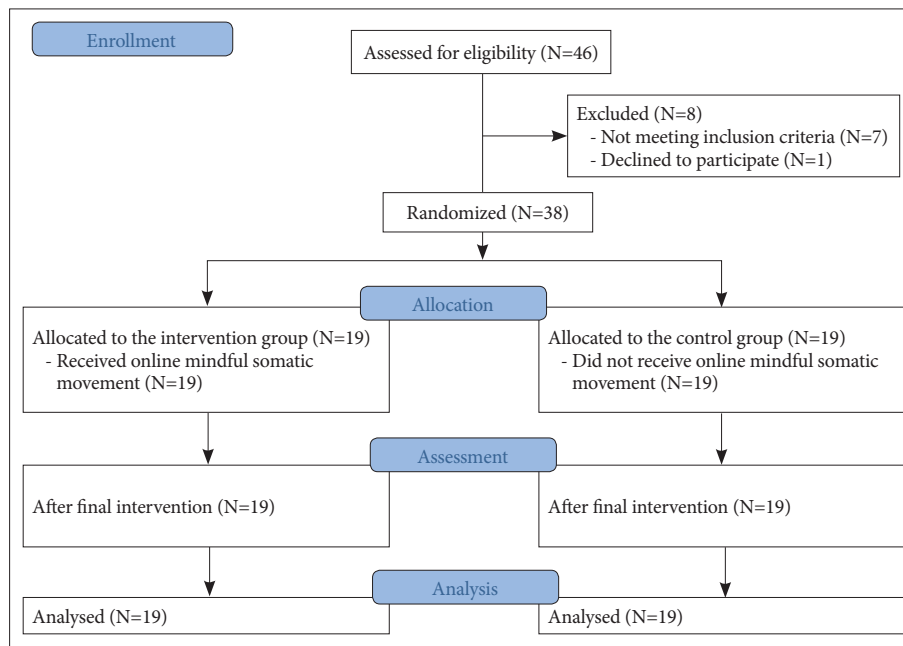 Enrollment
Assessed for eligibility (N=46)
Excluded (N=8)
- Not meeting inclusion criteria (N=7)
- Declined to participate (N=1)
Randomized (N=38)
Allocation
Allocated to the intervention group (N=19)
- Received online mindful somatic
movement (N=19)
Allocated to the control group (N=19)
- Did not receive online mindful somatic
movement (N=19)
Assessment
After final intervention (N=19)
After final intervention (N=19)
Analysis
Analysed (N=19)
Analysed (N=19)